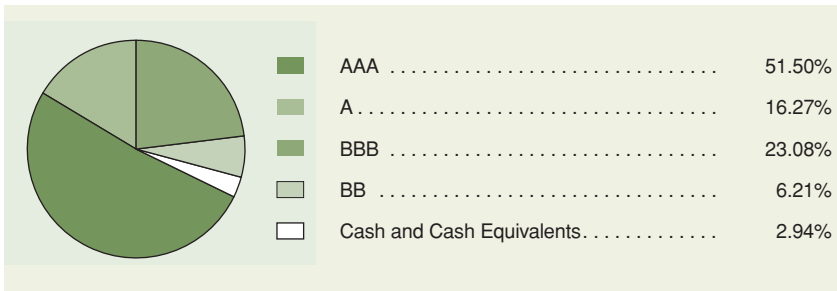 AAA ............................... 51.50%
A .................................. 16.27%
BBB ............................... 23.08%
BB ................................ 6.21%
Cash and Cash Equivalents ............. 2.94%